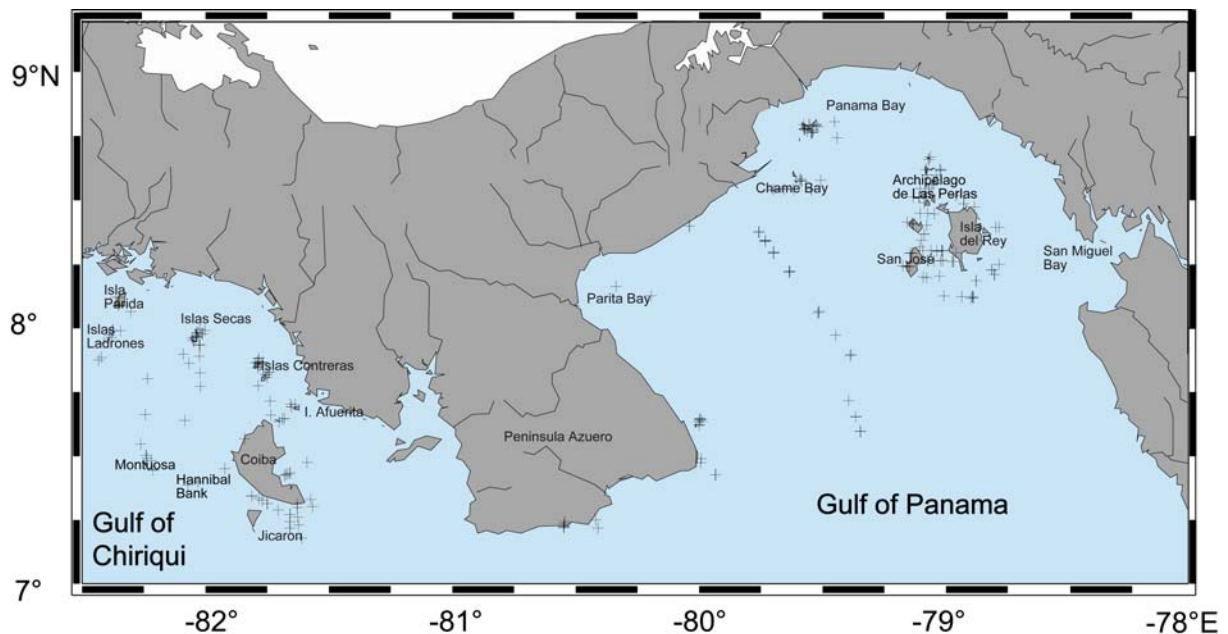 9°N
Panama Bay
Chame Bay
Archipelago
de Las Perlas
Isla
del Rey
San José
San Miguel
Bay
Isla
Parida
Parita Bay
8°
Islas Secas
Islas
Ladrones
Islas Contreras
I. Afuerita
Peninsula Azuero
Montuosa
Coiba
Hannibal
Bank
Gulf of Panama
Gulf of
Chiriqui
Jicaron
7°
-82° -81° -80° -79° -78°E